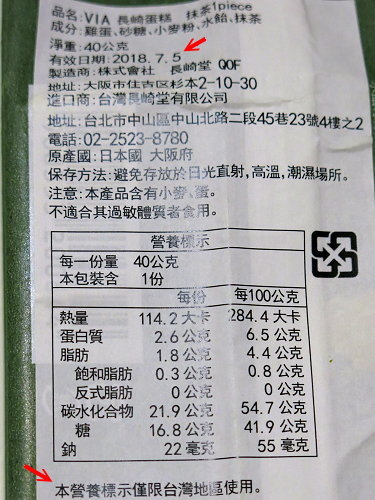 品名:VIA 長崎蛋糕 抹茶1piece
成分:雞蛋、砂糖、小麥粉、水飴、抹茶
淨重:40公克
有效日期:2018.7.5
製造商:株式會社 長崎堂 QOF
地址:大阪市住吉区杉本2-10-30
進口商:台灣長崎堂有限公司
地址:台北市中山區中山北路二段45巷23號4樓之2
電話:02-2523-8780
原產國:日本國 大阪府
保存方法:避免存放於日光直射,高溫,潮濕場所。
注意:本產品含有小麥、蛋。
不適合其過敏體質者食用。
營養標示
每一份量 40公克
本包裝含 1份
每份 每100公克
熱量 114.2大卡 284.4大卡
蛋白質 2.6公克 6.5公克
脂肪 1.8公克 4.4公克
飽和脂肪 0.3公克 0.8公克
反式脂肪 0公克 0公克
碳水化合物 21.9公克 54.7公克
糖 16.8公克 41.9公克
鈉 22毫克 55毫克
本營養標示僅限台灣地區使用。